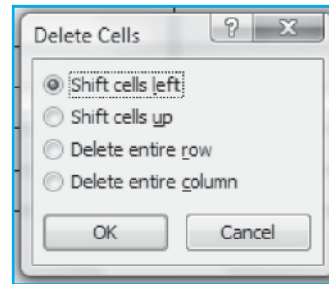 Delete Cells
Shift cells left
Shift cells up
Delete entire row
Delete entire column
OK Cancel